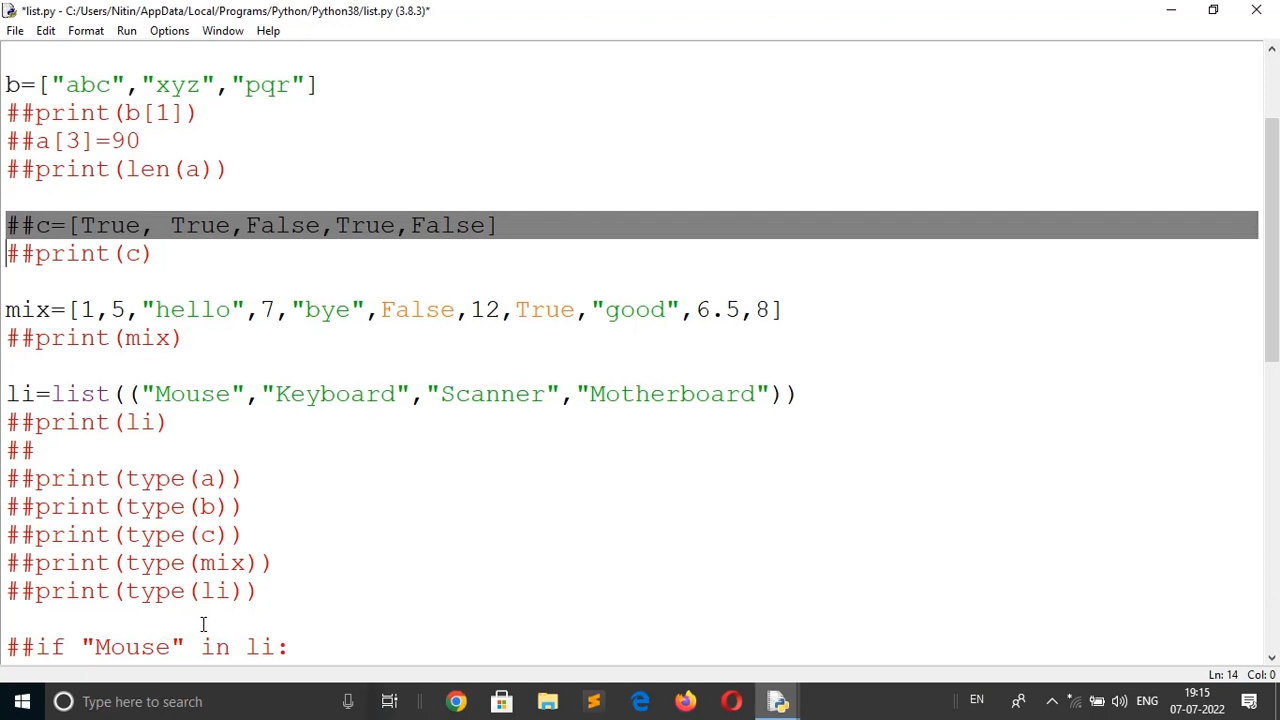 *list.py - C:/Users/Nitin/AppData/Local/Programs/Python/Python38/list.py (3.8.3)*
File Edit Format Run Options Window Help
b=["abc","xyz","pqr"]
##print(b[1])
##a[3]=90
##print(len(a))
##c=[True, True,False,True,False]
##print(c)
mix=[1,5,"hello",7,"bye",False,12,True,"good",6.5,8]
##print(mix)
li=list(("Mouse","Keyboard","Scanner","Motherboard"))
##print(li)
##
##print(type(a))
##print(type(b))
##print(type(c))
##print(type(mix))
##print(type(li))
##if "Mouse" in li:
Ln: 14 Col: 0
Type here to search
EN
ENG
19:15
07-07-2022